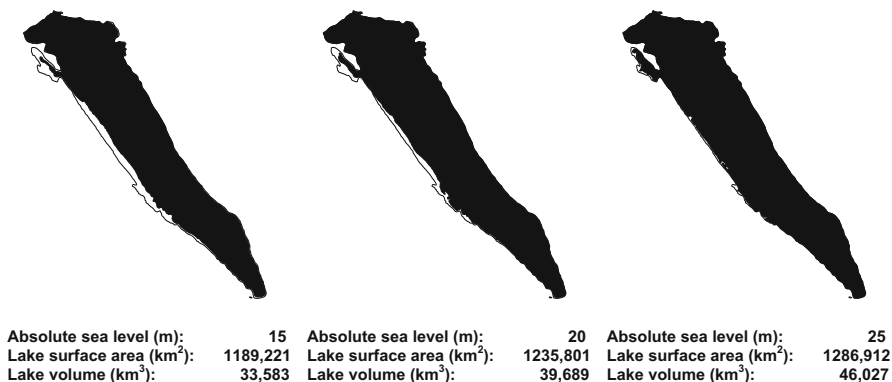 Absolute sea level (m): 15
Lake surface area (km²): 1189,221
Lake volume (km³): 33,583
Absolute sea level (m): 20
Lake surface area (km²): 1235,801
Lake volume (km³): 39,689
Absolute sea level (m): 25
Lake surface area (km²): 1286,912
Lake volume (km³): 46,027